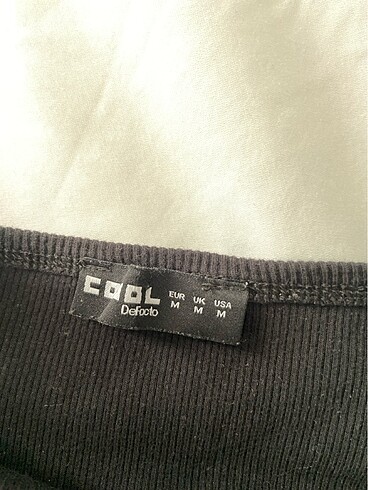 COOL
DeFacto
EUR UK USA
M M M